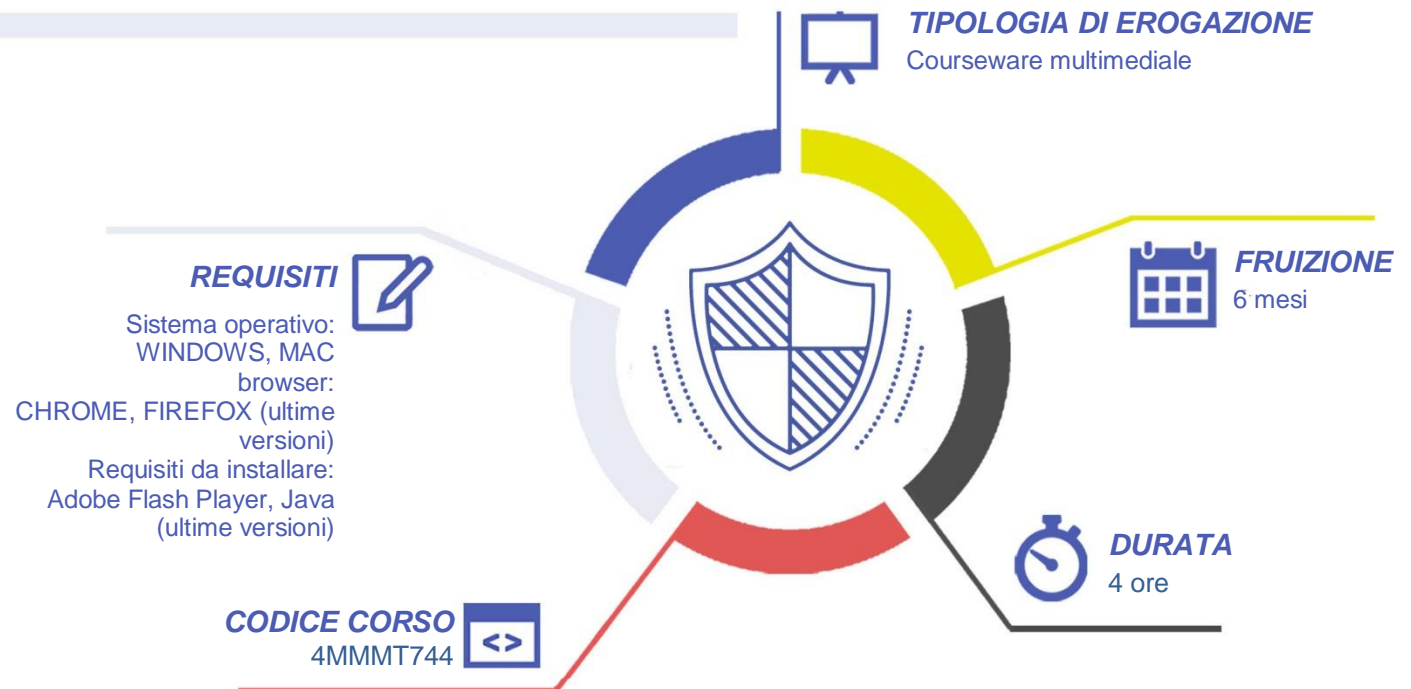 TIPOLOGIA DI EROGAZIONE
Courseware multimediale
REQUISITI
Sistema operativo:
WINDOWS, MAC
browser:
CHROME, FIREFOX (ultime
versioni)
Requisiti da installare:
Adobe Flash Player, Java
(ultime versioni)
FRUIZIONE
6 mesi
DURATA
4 ore
CODICE CORSO
4MMMT744
<>